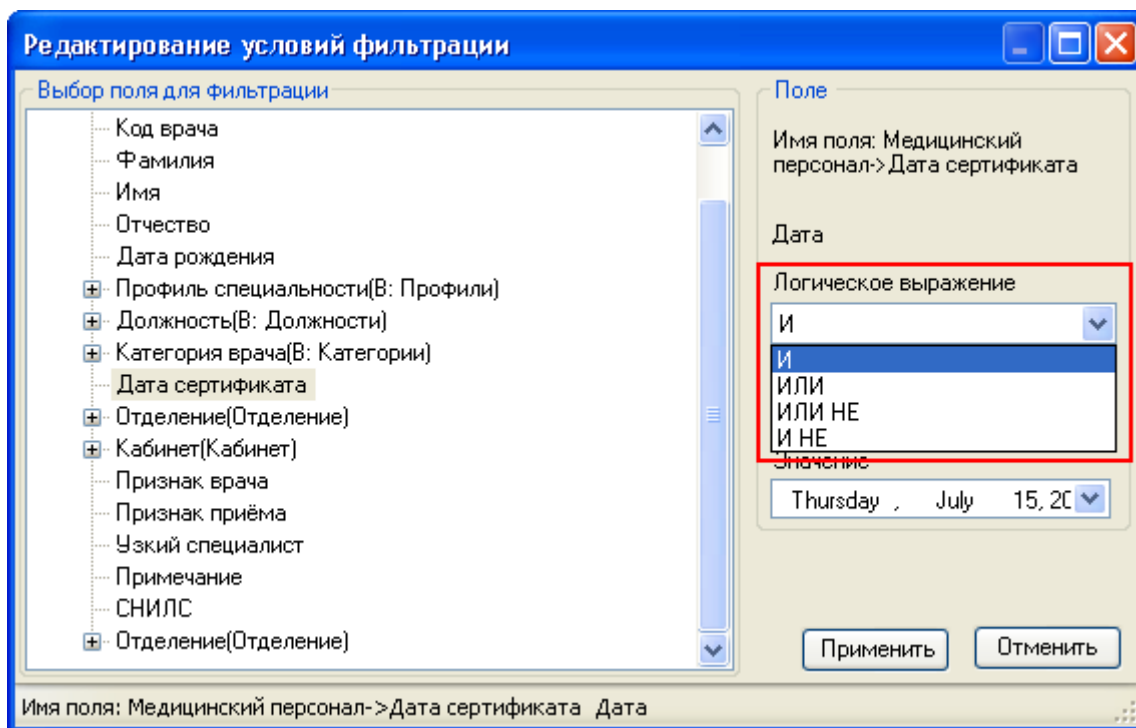 Редактирование условий фильтрации
Выбор поля для фильтрации
Код врача
Фамилия
Имя
Отчество
Дата рождения
Профиль специальности(В: Профили)
Должность(В: Должности)
Категория врача(В: Категории)
Дата сертификата
Отделение(Отделение)
Кабинет(Кабинет)
Признак врача
Признак приёма
Узкий специалист
Примечание
СНИЛС
Отделение(Отделение)
Поле
Имя поля: Медицинский
персонал->Дата сертификата
Дата
Логическое выражение
И
И
ИЛИ
ИЛИ НЕ
И НЕ
Значение
Thursday , July 15, 20
Применить
Отменить
Имя поля: Медицинский персонал->Дата сертификата Дата